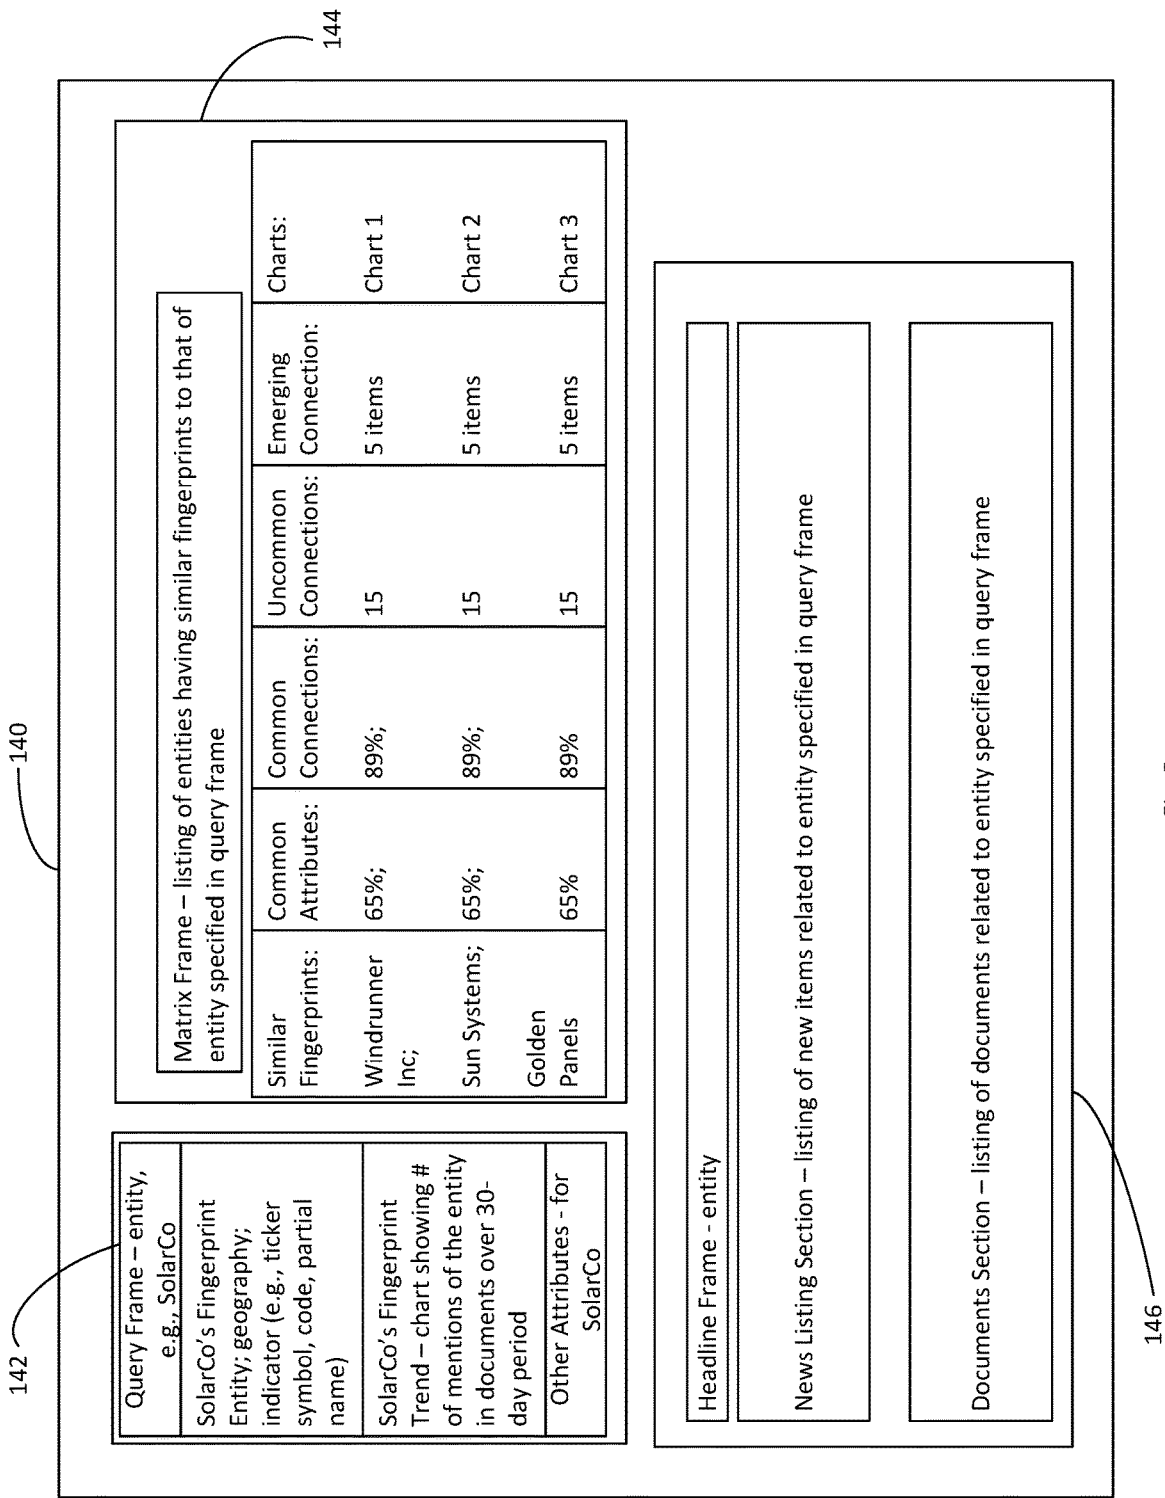 140
142
Query Frame – entity,
e.g., SolarCo
SolarCo's Fingerprint
Entity; geography;
indicator (e.g., ticker
symbol, code, partial
name)
SolarCo's Fingerprint
Trend – chart showing #
of mentions of the entity
in documents over 30-
day period
Other Attributes - for
SolarCo
144
Matrix Frame – listing of entities having similar fingerprints to that of
entity specified in query frame
Similar Common Common Uncommon Emerging Charts:
Fingerprints: Attributes: Connections: Connections: Connection:
Windrunner 65%; 89%; 15 5 items Chart 1
Inc;
Sun Systems; 65%; 89%; 15 5 items Chart 2
Golden
Panels 65% 89% 15 5 items Chart 3
Headline Frame - entity
News Listing Section – listing of new items related to entity specified in query frame
Documents Section – listing of documents related to entity specified in query frame
146